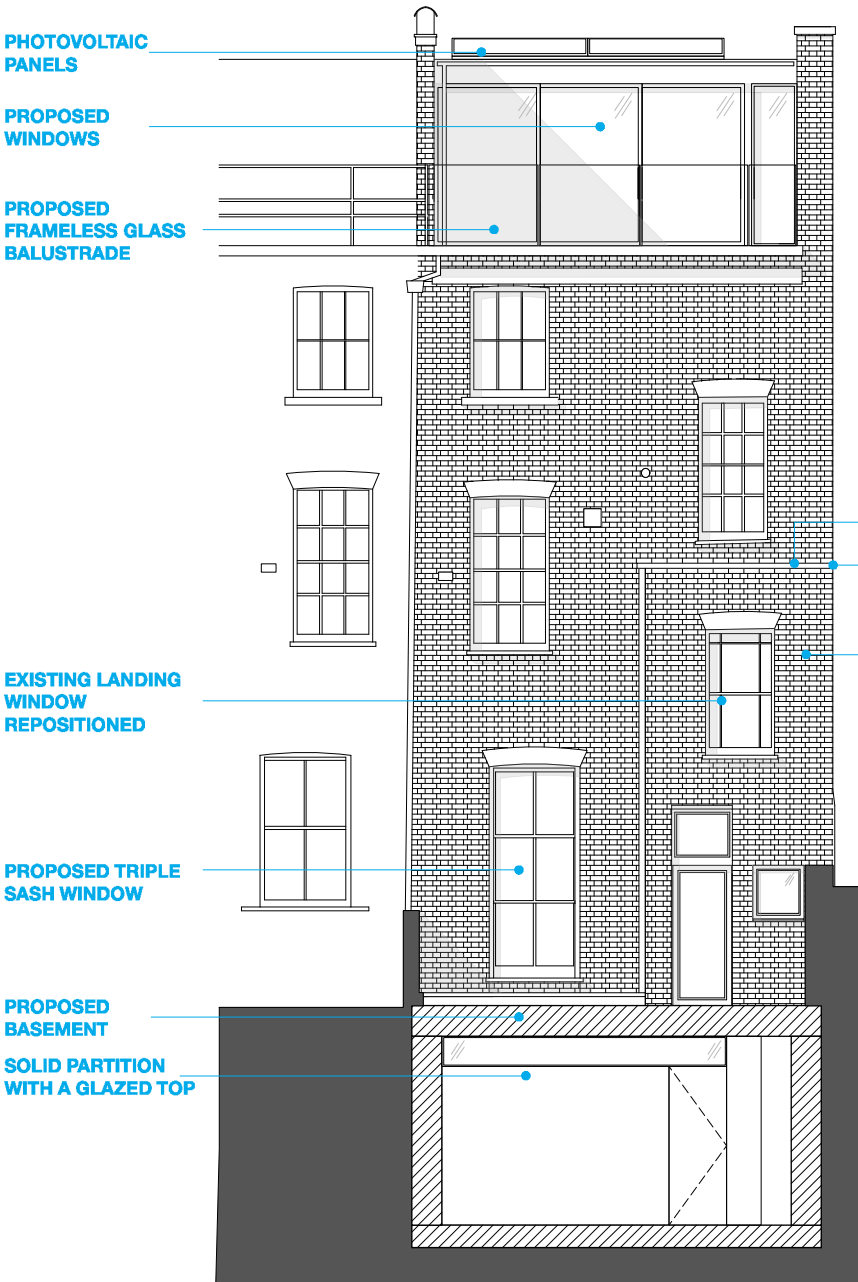 PHOTOVOLTAIC
PANELS
PROPOSED
WINDOWS
PROPOSED
FRAMELESS GLASS
BALUSTRADE
EXISTING LANDING
WINDOW
REPOSITIONED
PROPOSED TRIPLE
SASH WINDOW
PROPOSED
BASEMENT
SOLID PARTITION
WITH A GLAZED TOP